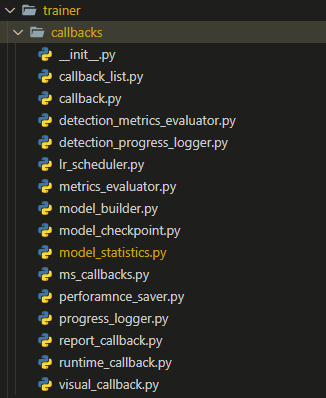 trainer
callbacks
__init__.py
callback_list.py
callback.py
detection_metrics_evaluator.py
detection_progress_logger.py
lr_scheduler.py
metrics_evaluator.py
model_builder.py
model_checkpoint.py
model_statistics.py
ms_callbacks.py
perforamnce_saver.py
progress_logger.py
report_callback.py
runtime_callback.py
visual_callback.py